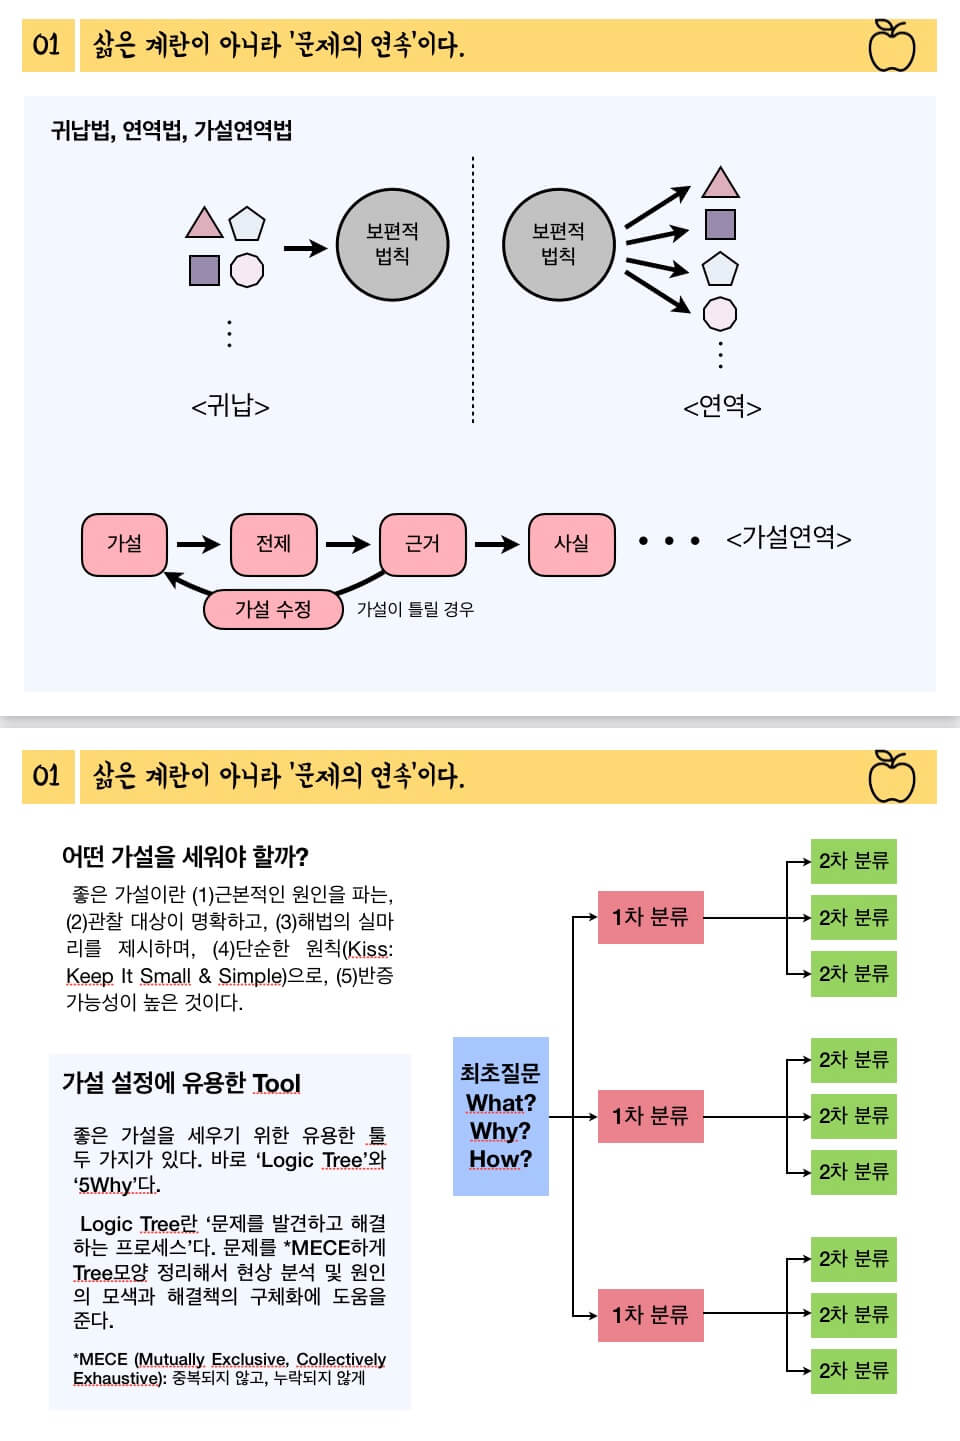 01 삶은 계란이 아니라 '문제의 연속'이다.
귀납법, 연역법, 가설연역법
보편적
법칙
보편적
법칙
<귀납>
<연역>
가설
전제
근거
사실
• • •
<가설연역>
가설 수정
가설이 틀릴 경우
01 삶은 계란이 아니라 '문제의 연속'이다.
어떤 가설을 세워야 할까?
좋은 가설이란 (1)근본적인 원인을 파는,
(2)관찰 대상이 명확하고, (3)해법의 실마
리를 제시하며, (4)단순한 원칙(Kiss:
Keep It Small & Simple)으로, (5)반증
가능성이 높은 것이다.
가설 설정에 유용한 Tool
좋은 가설을 세우기 위한 유용한 툴
두 가지가 있다. 바로 ‘Logic Tree’와
‘5Why’다.
Logic Tree란 ‘문제를 발견하고 해결
하는 프로세스’다. 문제를 *MECE하게
Tree모양 정리해서 현상 분석 및 원인
의 모색과 해결책의 구체화에 도움을
준다.
*MECE (Mutually Exclusive, Collectively
Exhaustive): 중복되지 않고, 누락되지 않게
최초질문
What?
Why?
How?
1차 분류
2차 분류
2차 분류
2차 분류
1차 분류
2차 분류
2차 분류
2차 분류
1차 분류
2차 분류
2차 분류
2차 분류